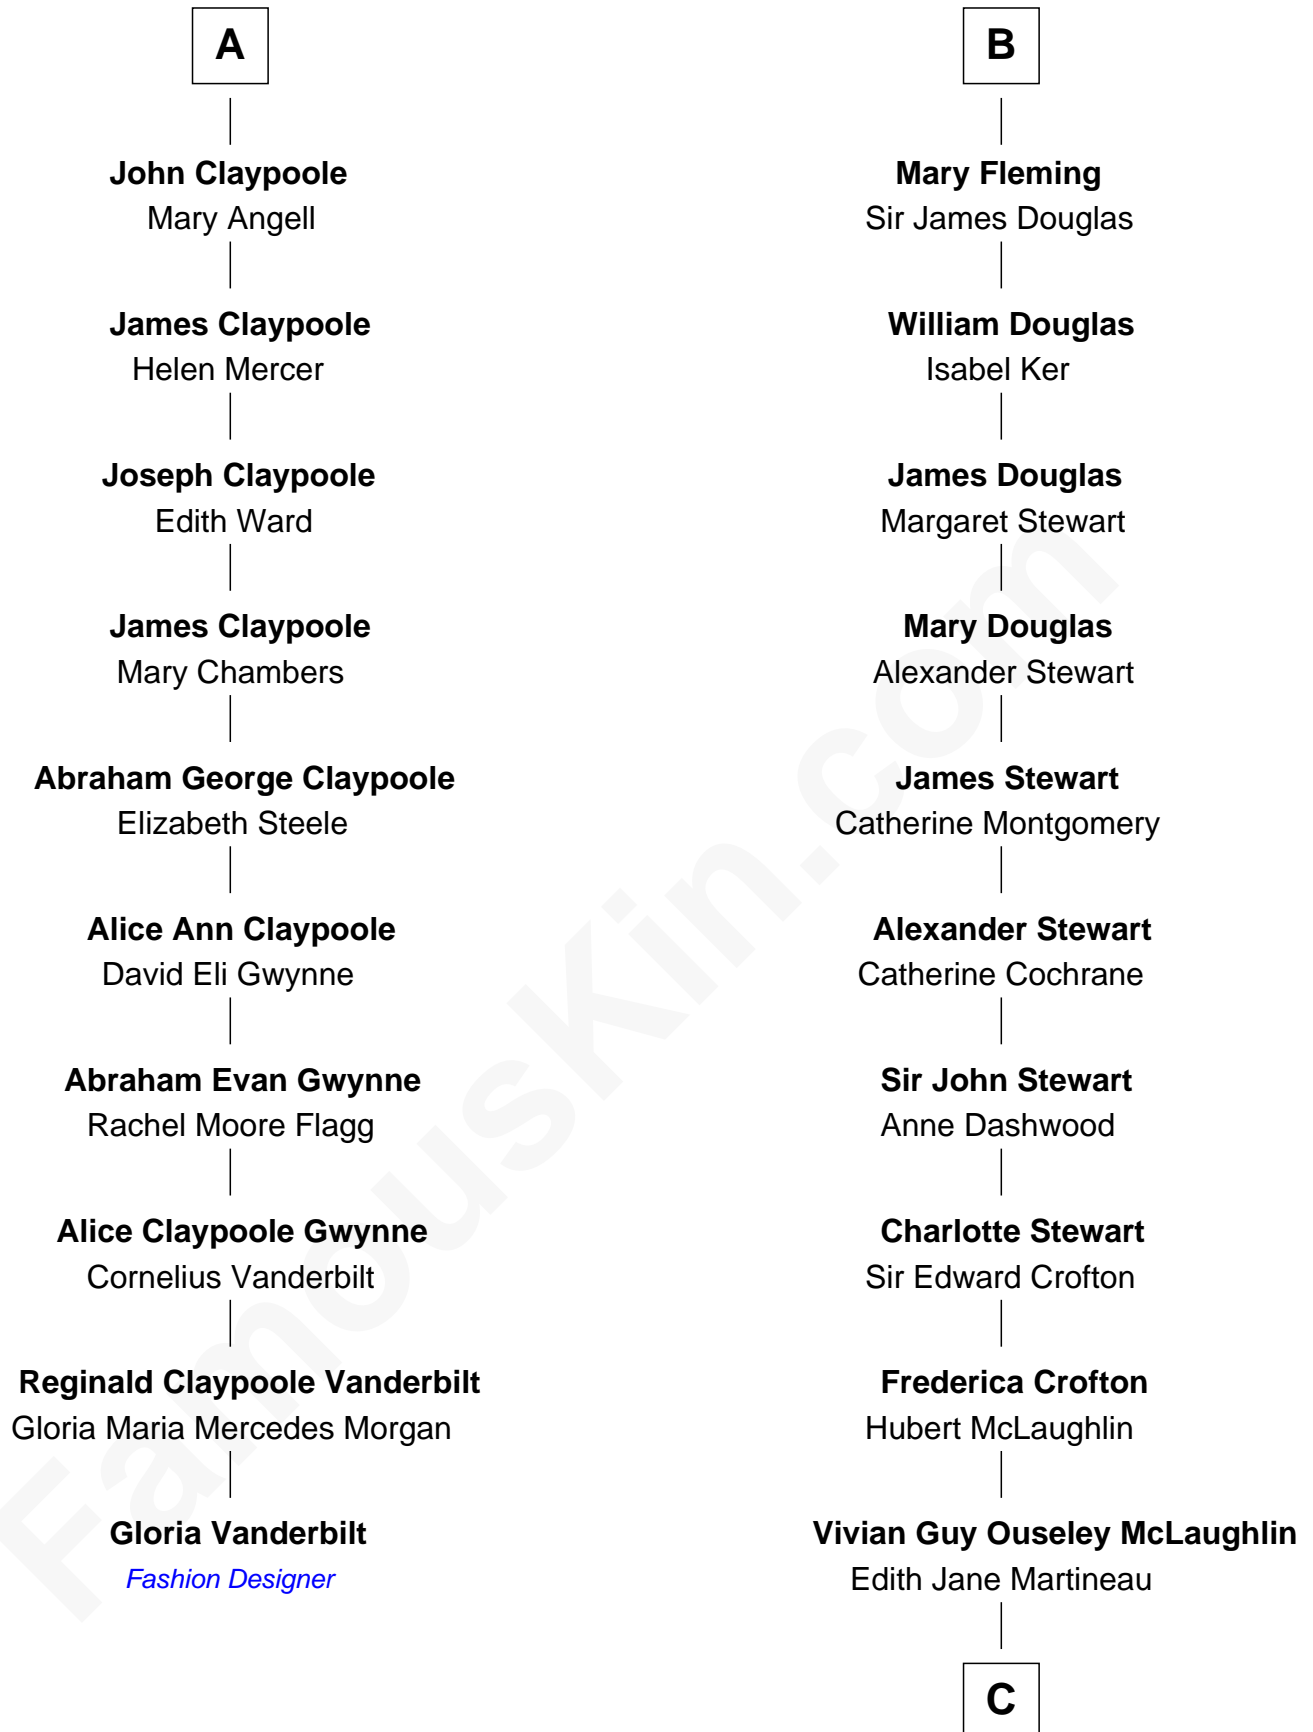 A
John Claypoole
Mary Angell
James Claypoole
Helen Mercer
Joseph Claypoole
Edith Ward
James Claypoole
Mary Chambers
Abraham George Claypoole
Elizabeth Steele
Alice Ann Claypoole
David Eli Gwynne
Abraham Evan Gwynne
Rachel Moore Flagg
Alice Claypoole Gwynne
Cornelius Vanderbilt
Reginald Claypoole Vanderbilt
Gloria Maria Mercedes Morgan
Gloria Vanderbilt
Fashion Designer
B
Mary Fleming
Sir James Douglas
William Douglas
Isabel Ker
James Douglas
Margaret Stewart
Mary Douglas
Alexander Stewart
James Stewart
Catherine Montgomery
Alexander Stewart
Catherine Cochrane
Sir John Stewart
Anne Dashwood
Charlotte Stewart
Sir Edward Crofton
Frederica Crofton
Hubert McLaughlin
Vivian Guy Ouseley McLaughlin
Edith Jane Martineau
C
FamousKin.com